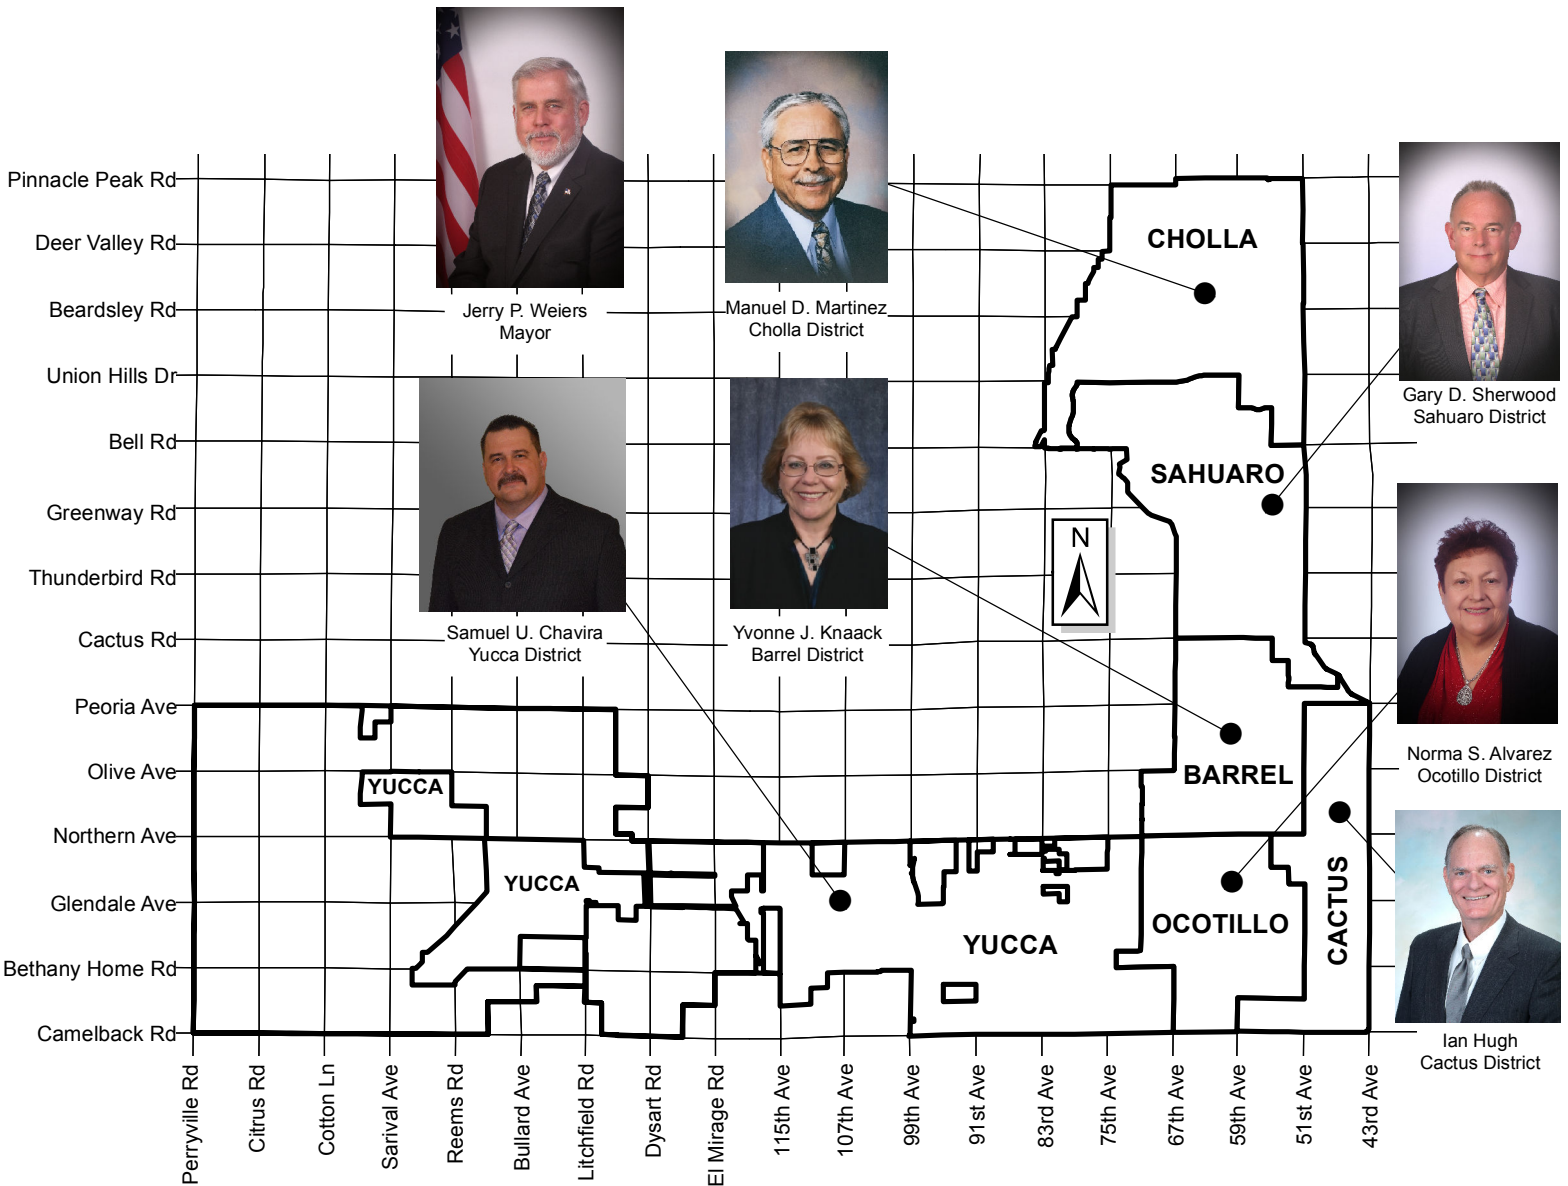 Pinnacle Peak Rd
Deer Valley Rd
Beardsley Rd
Union Hills Dr
Bell Rd
Greenway Rd
Thunderbird Rd
Cactus Rd
Peoria Ave
Olive Ave
Northern Ave
Glendale Ave
Bethany Home Rd
Camelback Rd
Jerry P. Weiers
Mayor
Manuel D. Martinez
Cholla District
Samuel U. Chavira
Yucca District
Yvonne J. Knaack
Barrel District
Gary D. Sherwood
Sahuaro District
Norma S. Alvarez
Ocotillo District
Ian Hugh
Cactus District
CHOLLA
SAHUARO
N
BARREL
YUCCA
YUCCA
YUCCA
OCOTILLO
CACTUS
Perryville Rd
Citrus Rd
Cotton Ln
Sarival Ave
Reems Rd
Bullard Ave
Litchfield Rd
Dysart Rd
El Mirage Rd
115th Ave
107th Ave
99th Ave
91st Ave
83rd Ave
75th Ave
67th Ave
59th Ave
51st Ave
43rd Ave